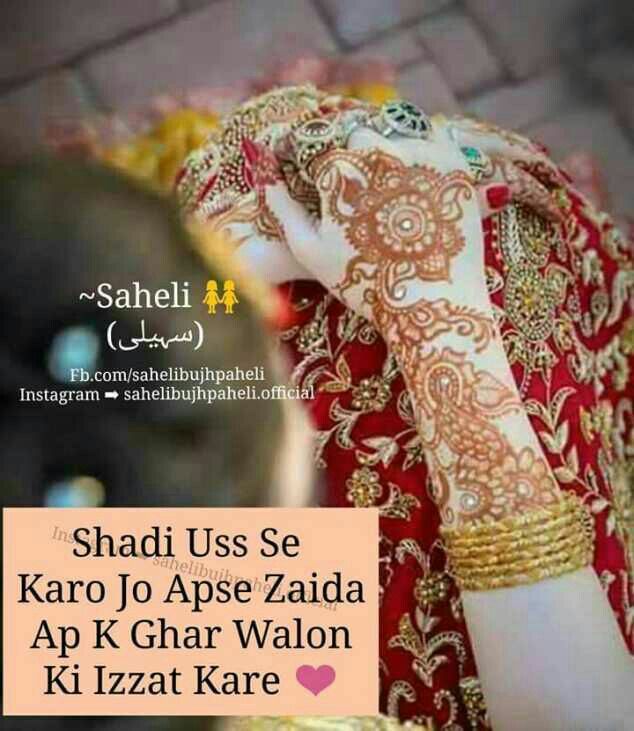 ~Saheli 👭
(سہیلی)
Fb.com/sahelibujhpaheli
Instagram ➡ sahelibujhpaheli.official
Shadi Uss Se
Karo Jo Apse Zaida
Ap K Ghar Walon
Ki Izzat Kare ❤